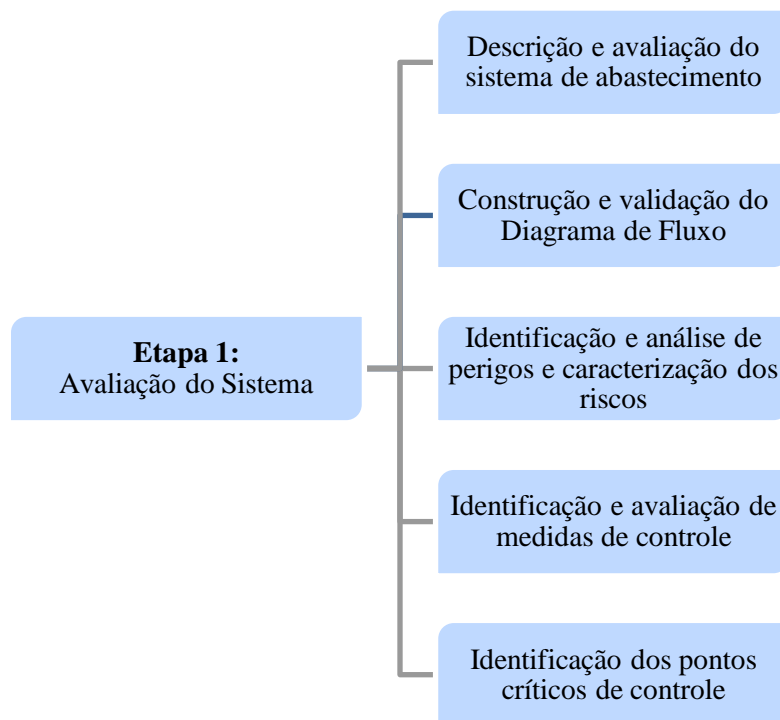 Etapa 1:
Avaliação do Sistema
Descrição e avaliação do
sistema de abastecimento
Construção e validação do
Diagrama de Fluxo
Identificação e análise de
perigos e caracterização dos
riscos
Identificação e avaliação de
medidas de controle
Identificação dos pontos
críticos de controle